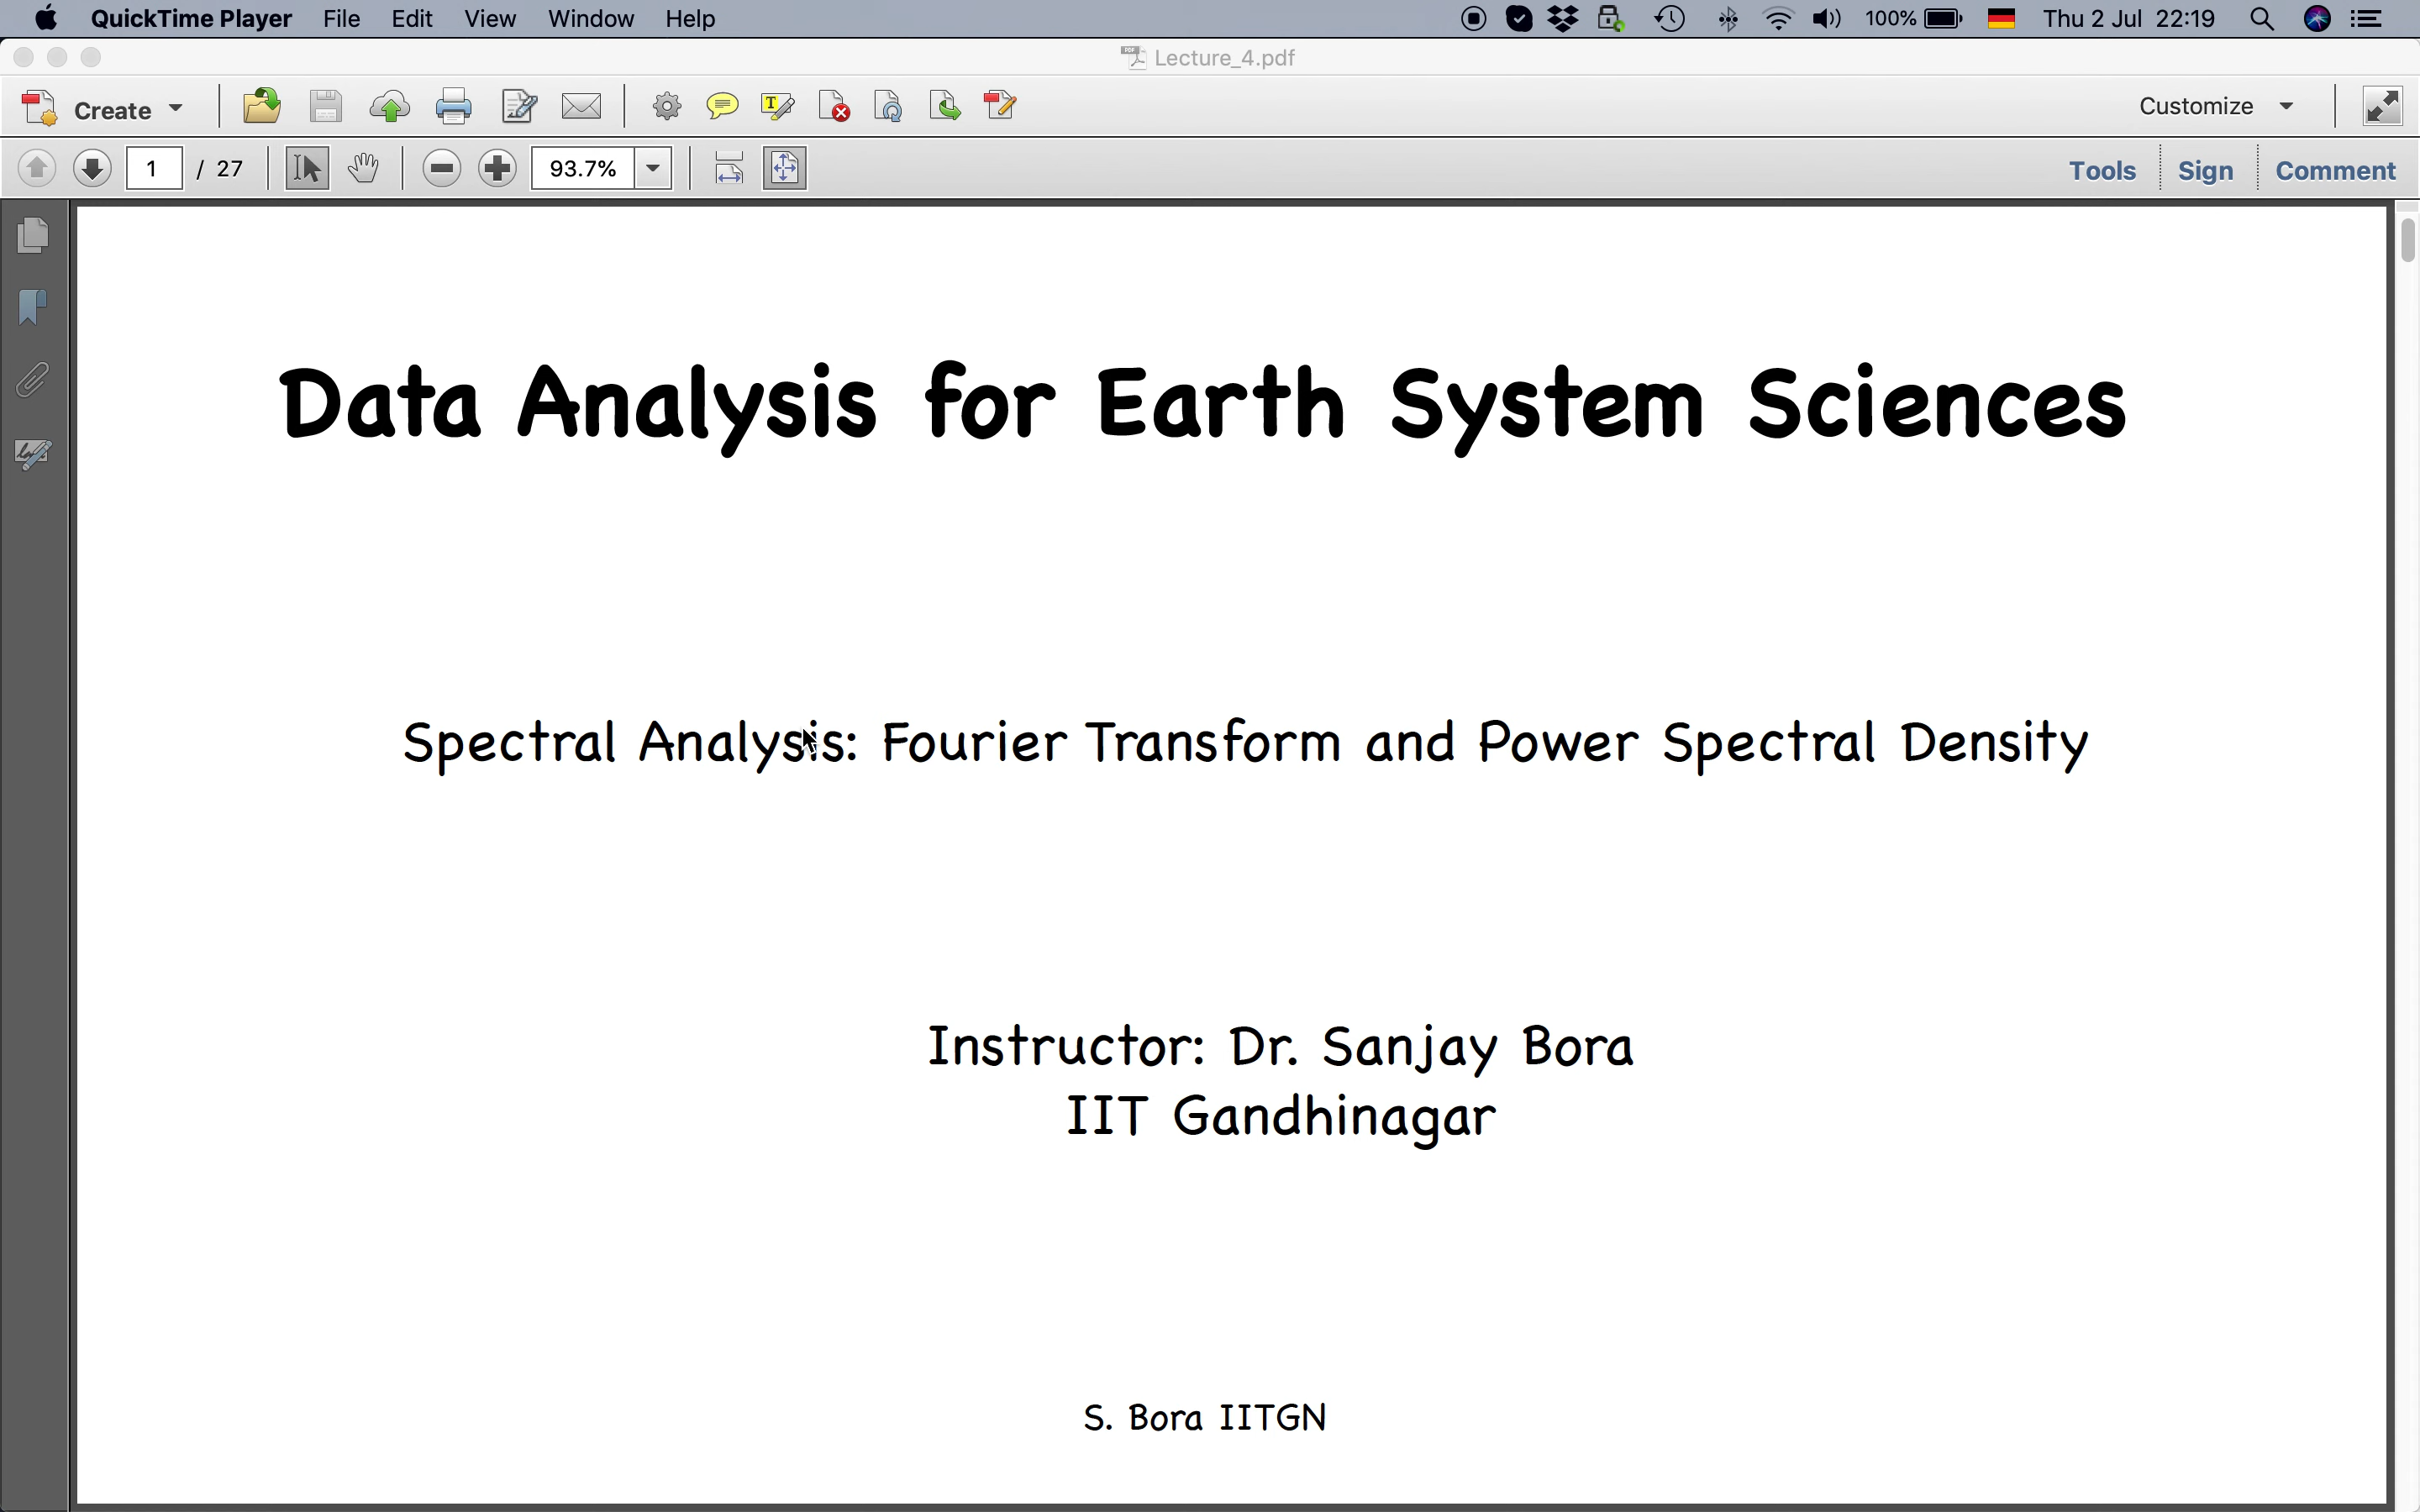 QuickTime Player File Edit View Window Help 100% Thu 2 Jul 22:19
Lecture_4.pdf
Create Customize
1 / 27 93.7% Tools Sign Comment
Data Analysis for Earth System Sciences
Spectral Analysis: Fourier Transform and Power Spectral Density
Instructor: Dr. Sanjay Bora
IIT Gandhinagar
S. Bora IITGN